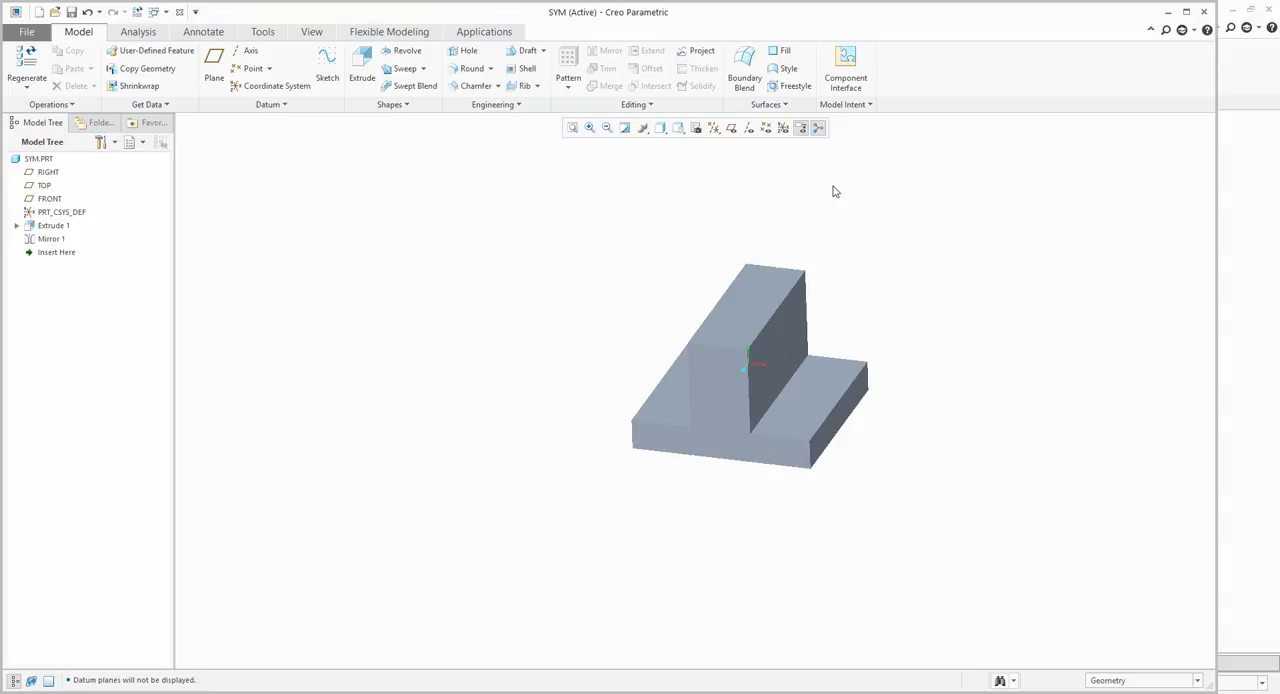 SYM (Active) - Creo Parametric
File Model Analysis Annotate Tools View Flexible Modeling Applications
Regenerate
Copy
Paste
Delete
Operations
User-Defined Feature
Copy Geometry
Shrinkwrap
Get Data
Plane
Axis
Point
Coordinate System
Sketch
Datum
Extrude
Revolve
Sweep
Swept Blend
Shapes
Hole
Round
Chamfer
Draft
Shell
Rib
Engineering
Pattern
Mirror
Trim
Merge
Extend
Offset
Intersect
Project
Thicken
Solidify
Editing
Boundary
Blend
Fill
Style
Freestyle
Surfaces
Component
Interface
Model Intent
Model Tree Folde... Favor...
Model Tree
SYM.PRT
RIGHT
TOP
FRONT
PRT_CSYS_DEF
Extrude 1
Mirror 1
Insert Here
• Datum planes will not be displayed.
Geometry